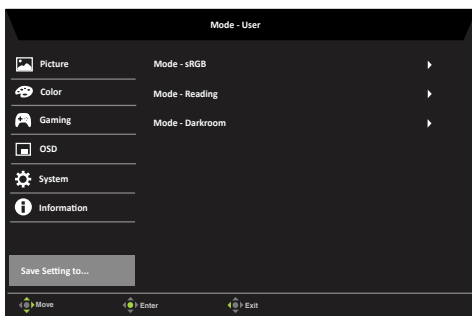 Mode - User
Picture
Color
Gaming
OSD
System
Information
Save Setting to...
Mode - sRGB
Mode - Reading
Mode - Darkroom
Move
Enter
Exit